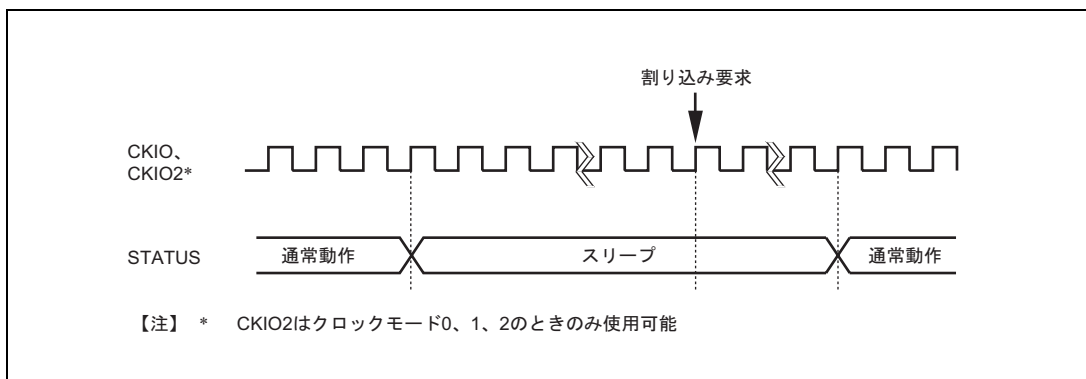 割り込み要求
CKIO、
CKIO2*
STATUS
通常動作
スリープ
通常動作
【注】 * CKIO2はクロックモード0、1、2のときのみ使用可能